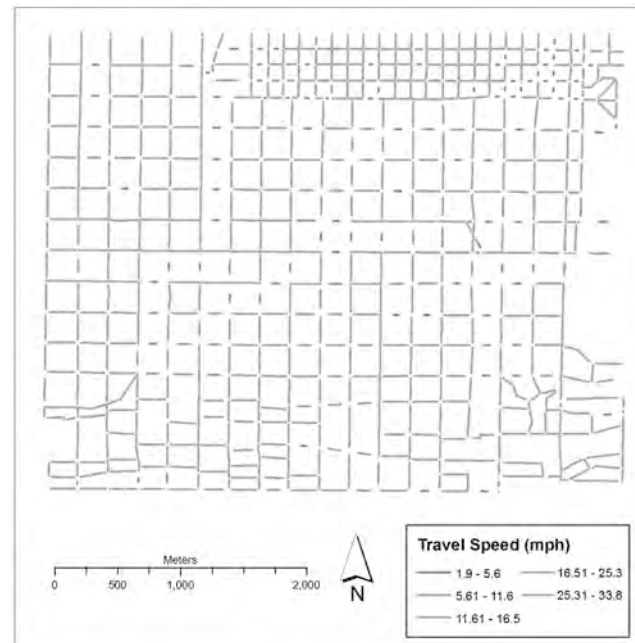 Meters
0 500 1,000 2,000
N
Travel Speed (mph)
1.9 - 5.6
5.61 - 11.6
11.61 - 16.5
16.51 - 25.3
25.31 - 33.8